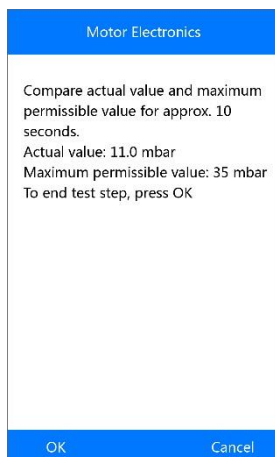 Motor Electronics
Compare actual value and maximum
permissible value for approx. 10
seconds.
Actual value: 11.0 mbar
Maximum permissible value: 35 mbar
To end test step, press OK
OK
Cancel